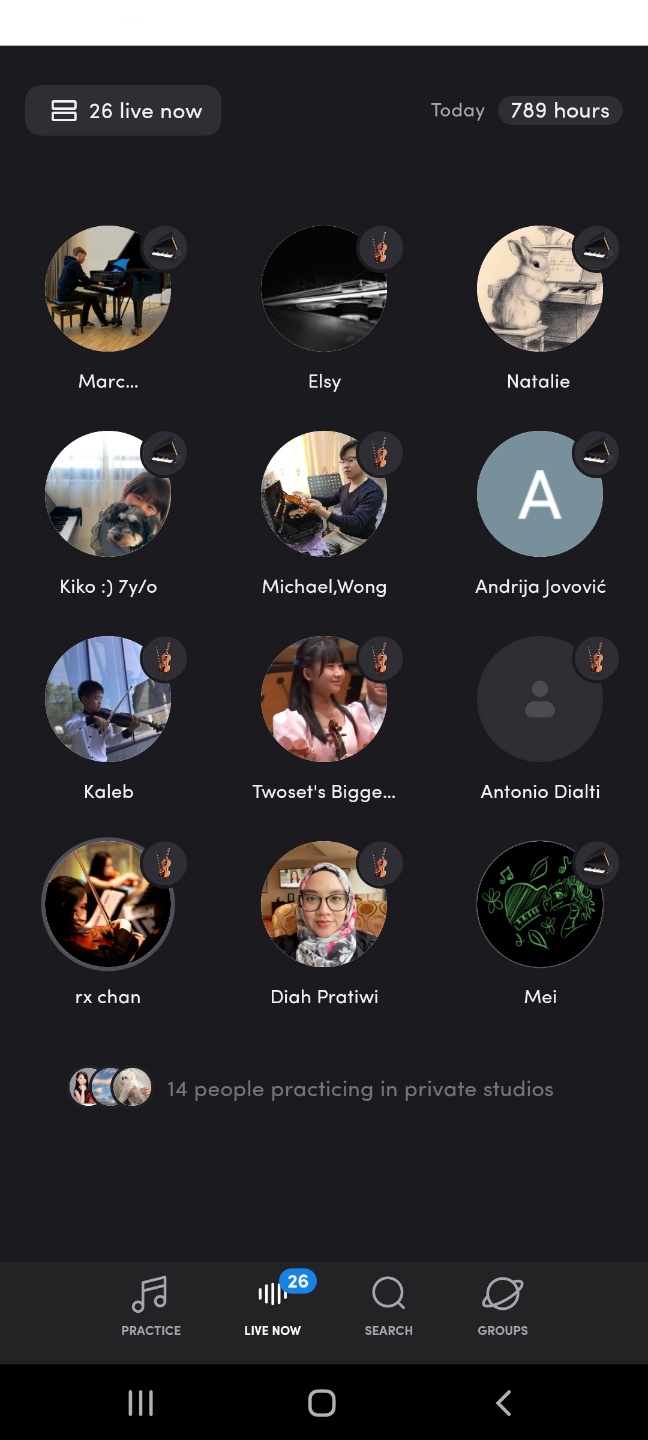 26 live now
Today 789 hours
Marc...
Elsy
Natalie
Kiko :) 7y/o
Michael,Wong
A
Andrija Jovović
Kaleb
Twoset's Bigge...
Antonio Dialti
rx chan
Diah Pratiwi
Mei
14 people practicing in private studios
26
PRACTICE
LIVE NOW
SEARCH
GROUPS